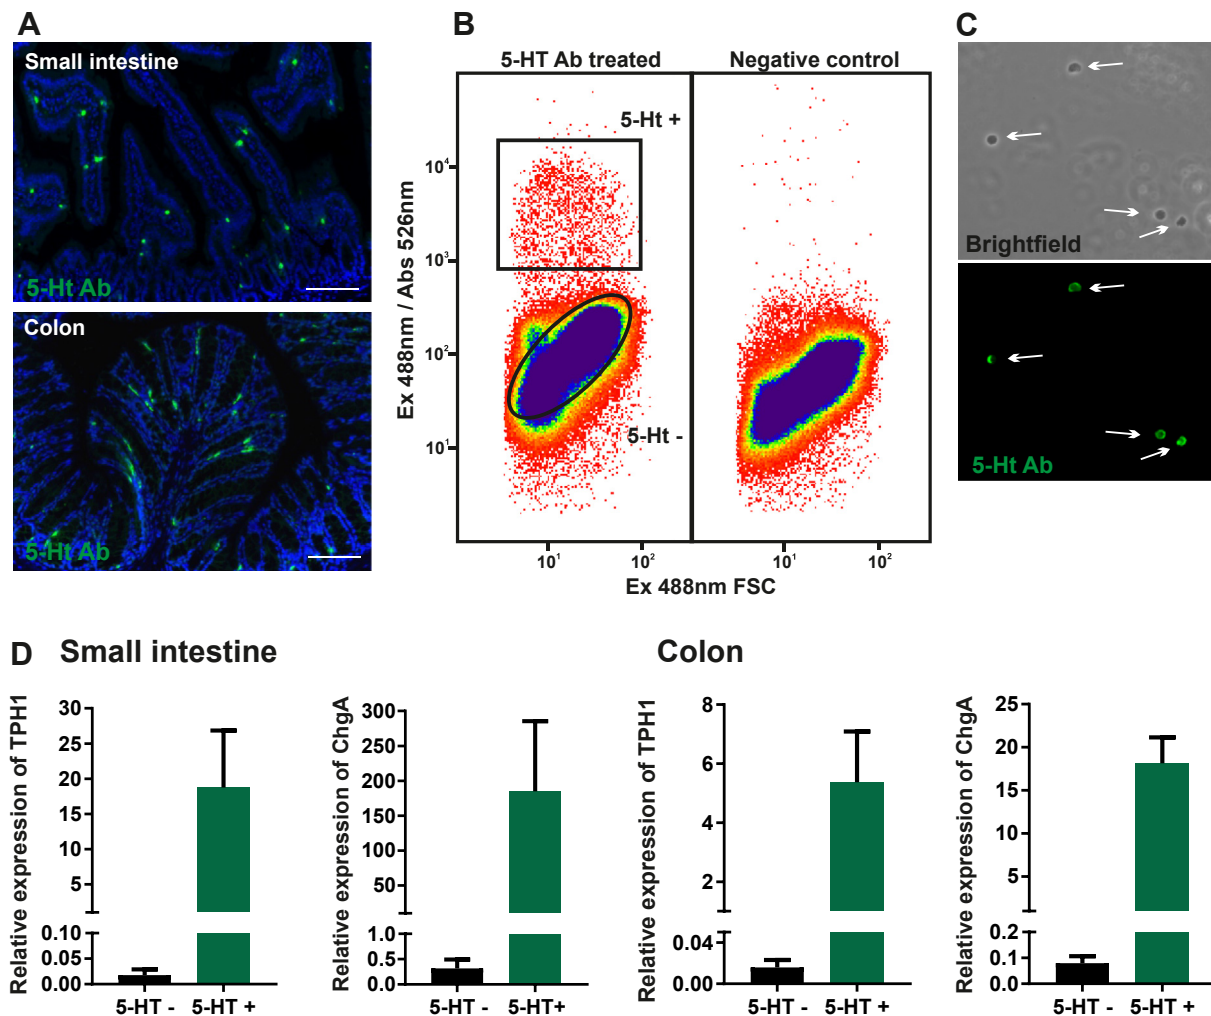 A
Small intestine
5-Ht Ab
Colon
5-Ht Ab
B
5-HT Ab treated
Negative control
5-Ht +
5-Ht -
Ex 488nm / Abs 526nm
10⁴
10³
10²
10¹
10¹
10²
10¹
10²
Ex 488nm FSC
C
Brightfield
5-Ht Ab
D
Small intestine
Colon
Relative expression of TPH1
30
25
20
15
10
5
0.10
0.05
0.00
5-HT -
5-HT +
Relative expression of ChgA
300
250
200
150
100
50
1.0
0.5
0.0
5-HT -
5-HT+
Relative expression of TPH1
8
6
4
2
0.04
0.00
5-HT -
5-HT +
Relative expression of ChgA
25
20
15
10
5
0.2
0.1
0.0
5-HT -
5-HT +